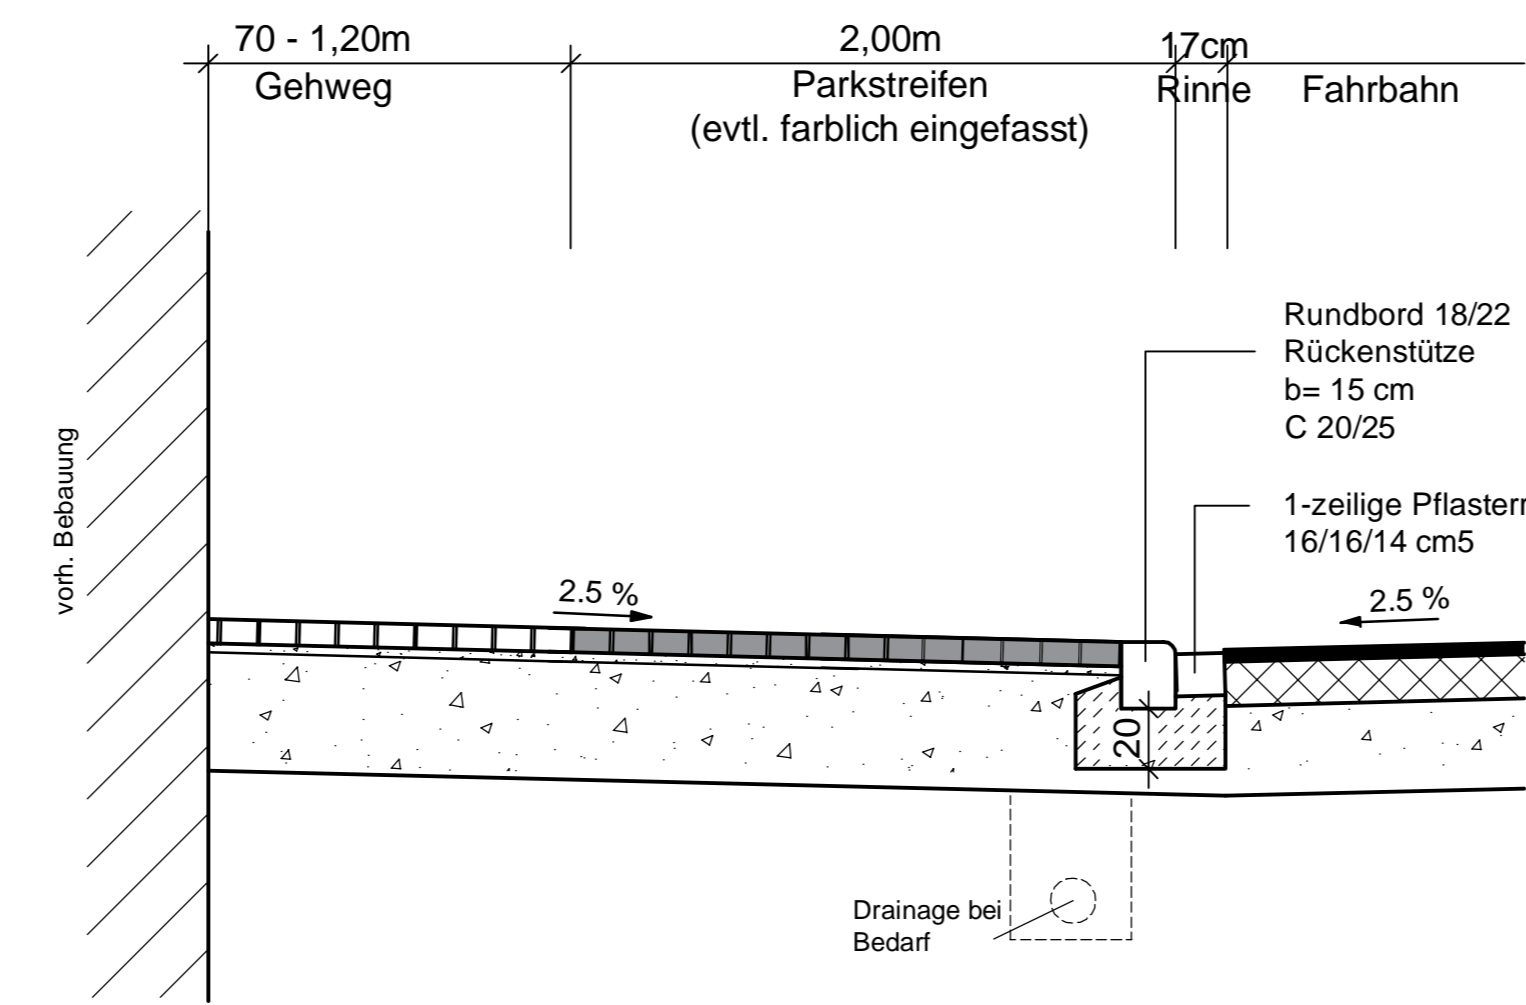 70 - 1,20m
2,00m
17cm
Gehweg
Parkstreifen
(evtl. farblich eingefasst)
Rinne
Fahrbahn
Rundbord 18/22
Rückenstütze
b= 15 cm
C 20/25
1-zeilige
16/16/14 cm5
vorh. Bebauung
2.5 %
2.5 %
20
Drainage bei
Bedarf